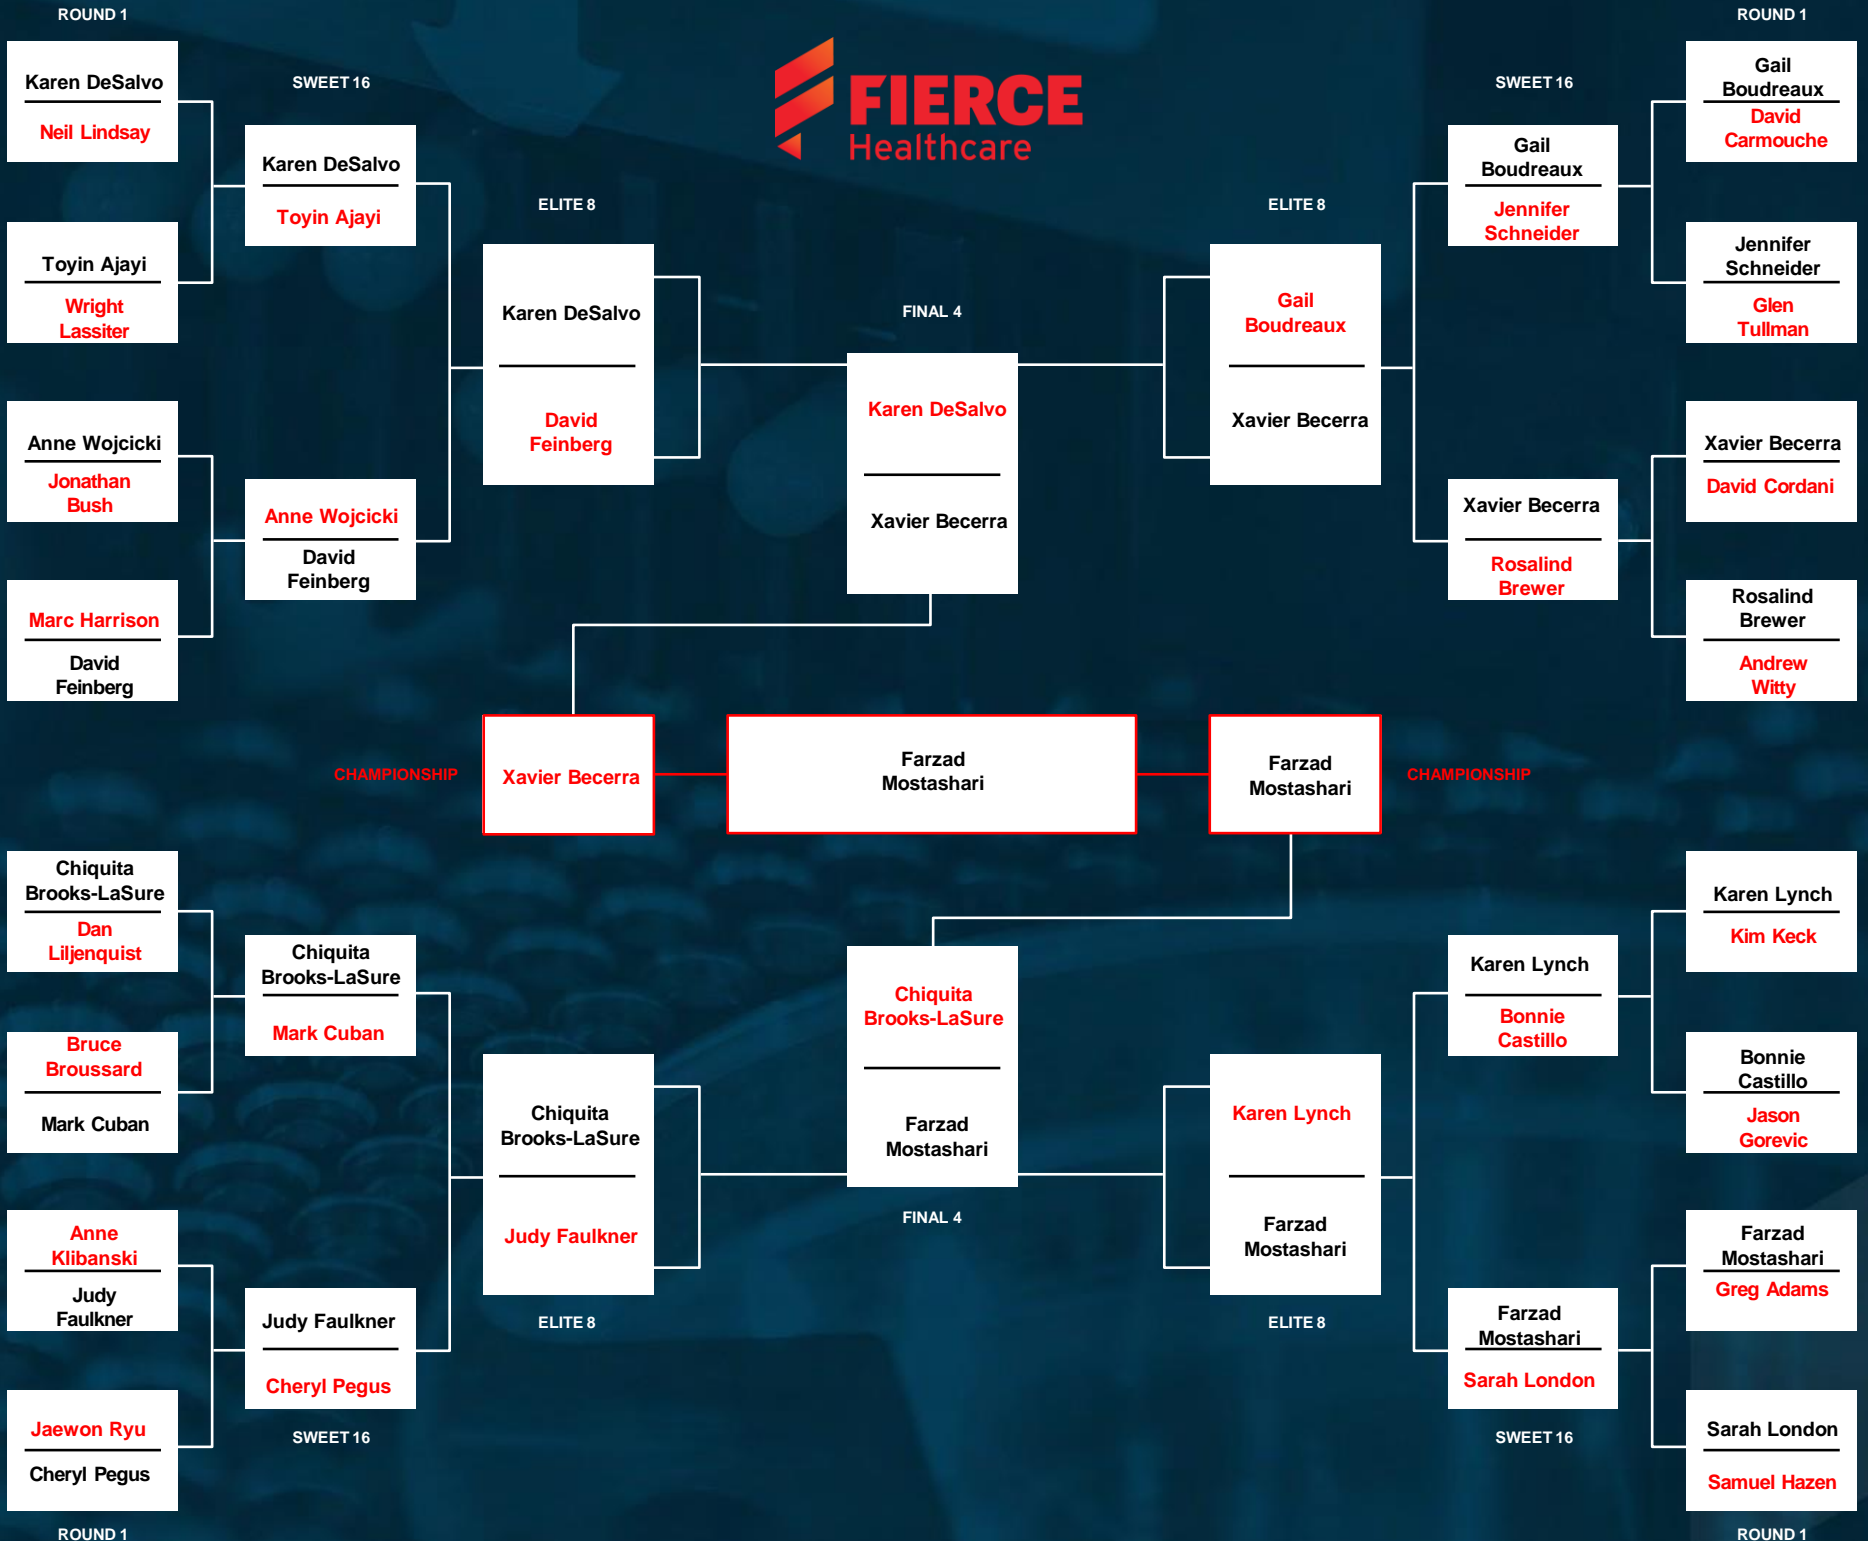 ROUND 1
ROUND 1
Karen DeSalvo
Neil Lindsay
SWEET 16
FIERCE
Healthcare
SWEET 16
Gail
Boudreaux
David
Carmouche
Karen DeSalvo
Toyin Ajayi
Gail
Boudreaux
Jennifer
Schneider
ELITE 8
ELITE 8
Toyin Ajayi
Wright
Lassiter
Jennifer
Schneider
Glen
Tullman
Karen DeSalvo
David
Feinberg
FINAL 4
Gail
Boudreaux
Xavier Becerra
Karen DeSalvo
Xavier Becerra
Anne Wojcicki
Jonathan
Bush
Xavier Becerra
David Cordani
Anne Wojcicki
David
Feinberg
Xavier Becerra
Rosalind
Brewer
Marc Harrison
David
Feinberg
Rosalind
Brewer
Andrew
Witty
CHAMPIONSHIP
Xavier Becerra
Farzad
Mostashari
Farzad
Mostashari
CHAMPIONSHIP
Chiquita
Brooks-LaSure
Dan
Liljenquist
Karen Lynch
Kim Keck
Chiquita
Brooks-LaSure
Mark Cuban
Karen Lynch
Bonnie
Castillo
Chiquita
Brooks-LaSure
Farzad
Mostashari
Bruce
Broussard
Mark Cuban
Bonnie
Castillo
Jason
Gorevic
Chiquita
Brooks-LaSure
Judy Faulkner
Karen Lynch
Farzad
Mostashari
FINAL 4
Anne
Klibanski
Judy
Faulkner
Farzad
Mostashari
Greg Adams
ELITE 8
ELITE 8
Judy Faulkner
Cheryl Pegus
Farzad
Mostashari
Sarah London
SWEET 16
SWEET 16
Jaewon Ryu
Cheryl Pegus
Sarah London
Samuel Hazen
ROUND 1
ROUND 1